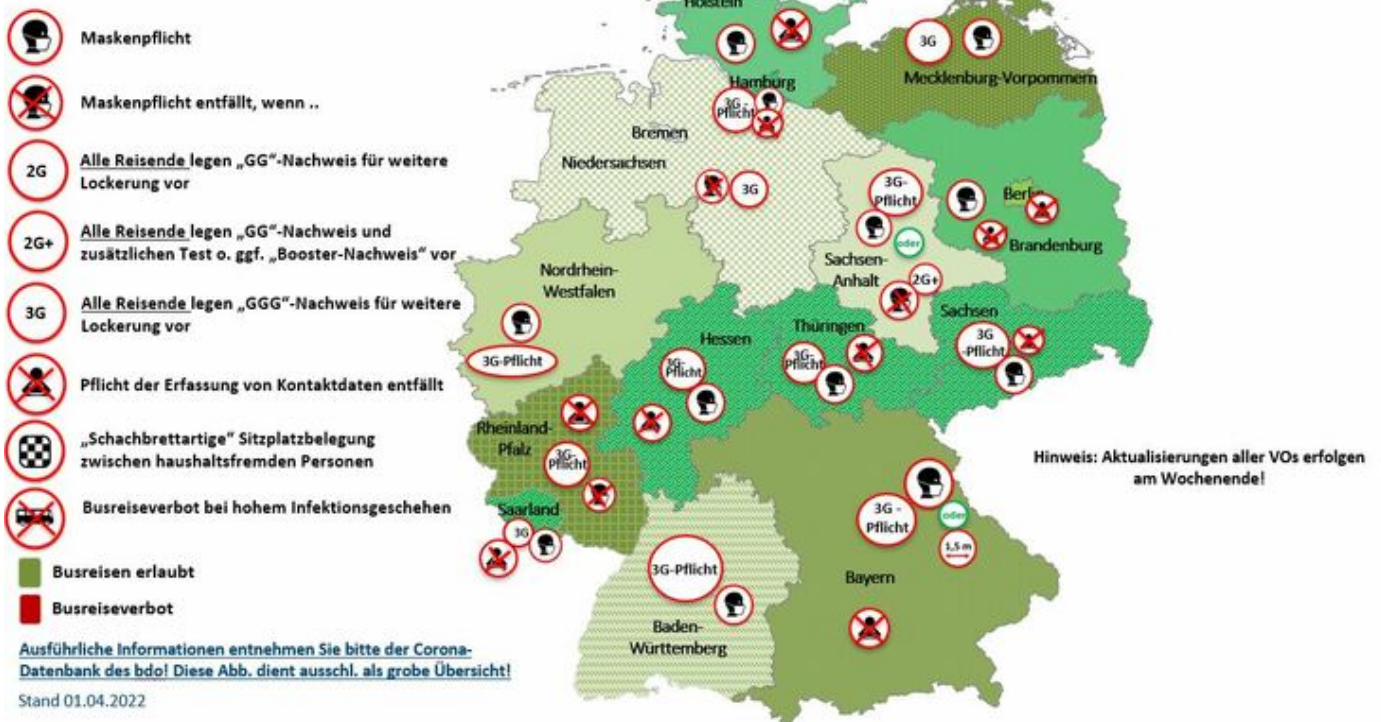 Maskenpflicht
Maskenpflicht entfällt, wenn ..
2G
Alle Reisende legen „GG“-Nachweis für weitere
Lockerung vor
2G+
Alle Reisende legen „GG“-Nachweis und
zusätzlichen Test o. ggf. „Booster-Nachweis“ vor
3G
Alle Reisende legen „GGG“-Nachweis für weitere
Lockerung vor
Pflicht der Erfassung von Kontaktdaten entfällt
„Schachbrettartige“ Sitzplatzbelegung
zwischen haushaltsfremden Personen
Busreiseverbot bei hohem Infektionsgeschehen
Busreisen erlaubt
Busreiseverbot
Ausführliche Informationen entnehmen Sie bitte der Corona-
Datenbank des bdo! Diese Abb. dient ausschl. als grobe Übersicht!
Stand 01.04.2022
Holstein
3G
Mecklenburg-Vorpommern
Hamburg
3G -
Pflicht
Bremen
Niedersachsen
3G
3G-
Pflicht
oder
Sachsen-
Anhalt
2G+
Berlin
Brandenburg
Nordrhein-
Westfalen
3G-Pflicht
Hessen
3G-
Pflicht
Thüringen
3G-
Pflicht
Sachsen
3G
-Pflicht
Rheinland-
Pfalz
3G-
Pflicht
Saarland
3G
3G-Pflicht
Baden-
Württemberg
3G -
Pflicht
oder
1,5 m
Bayern
Hinweis: Aktualisierungen aller VOs erfolgen
am Wochenende!